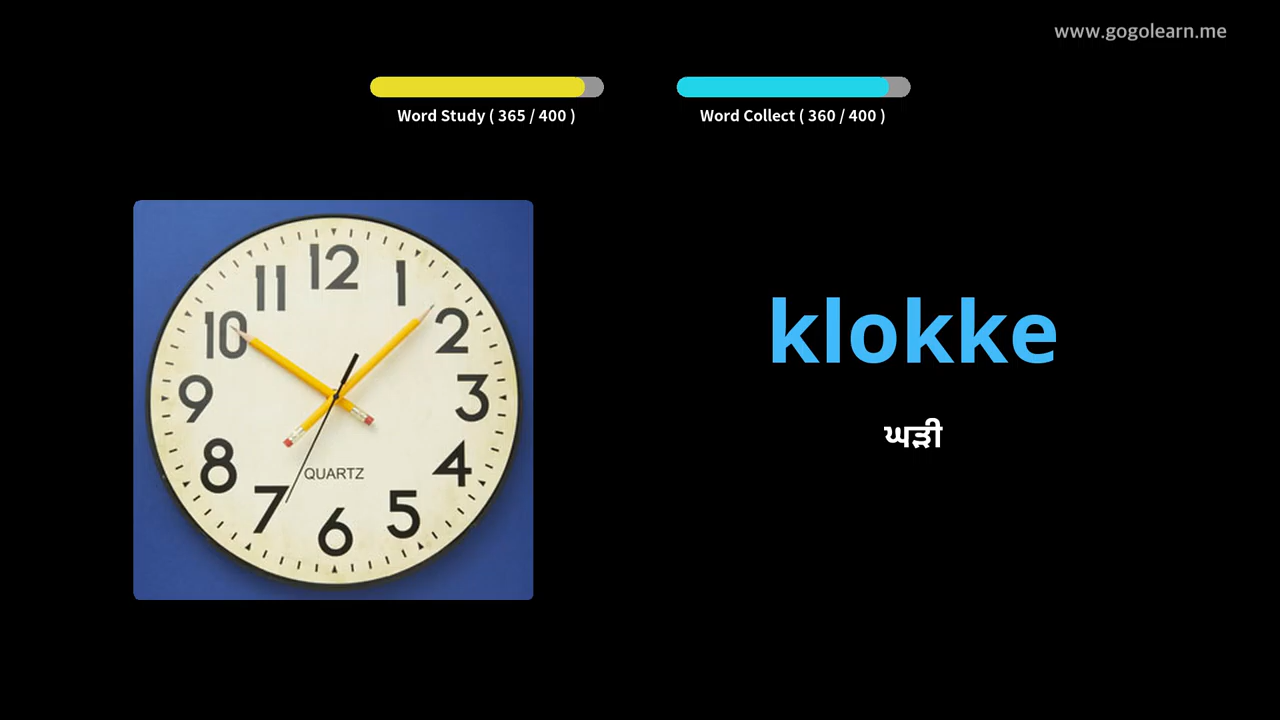 www.gogolearn.me
Word Study ( 365 / 400 )
Word Collect ( 360 / 400 )
12
11
1
10
2
9
3
8
4
QUARTZ
7
5
6
klokke
ਘੜੀ